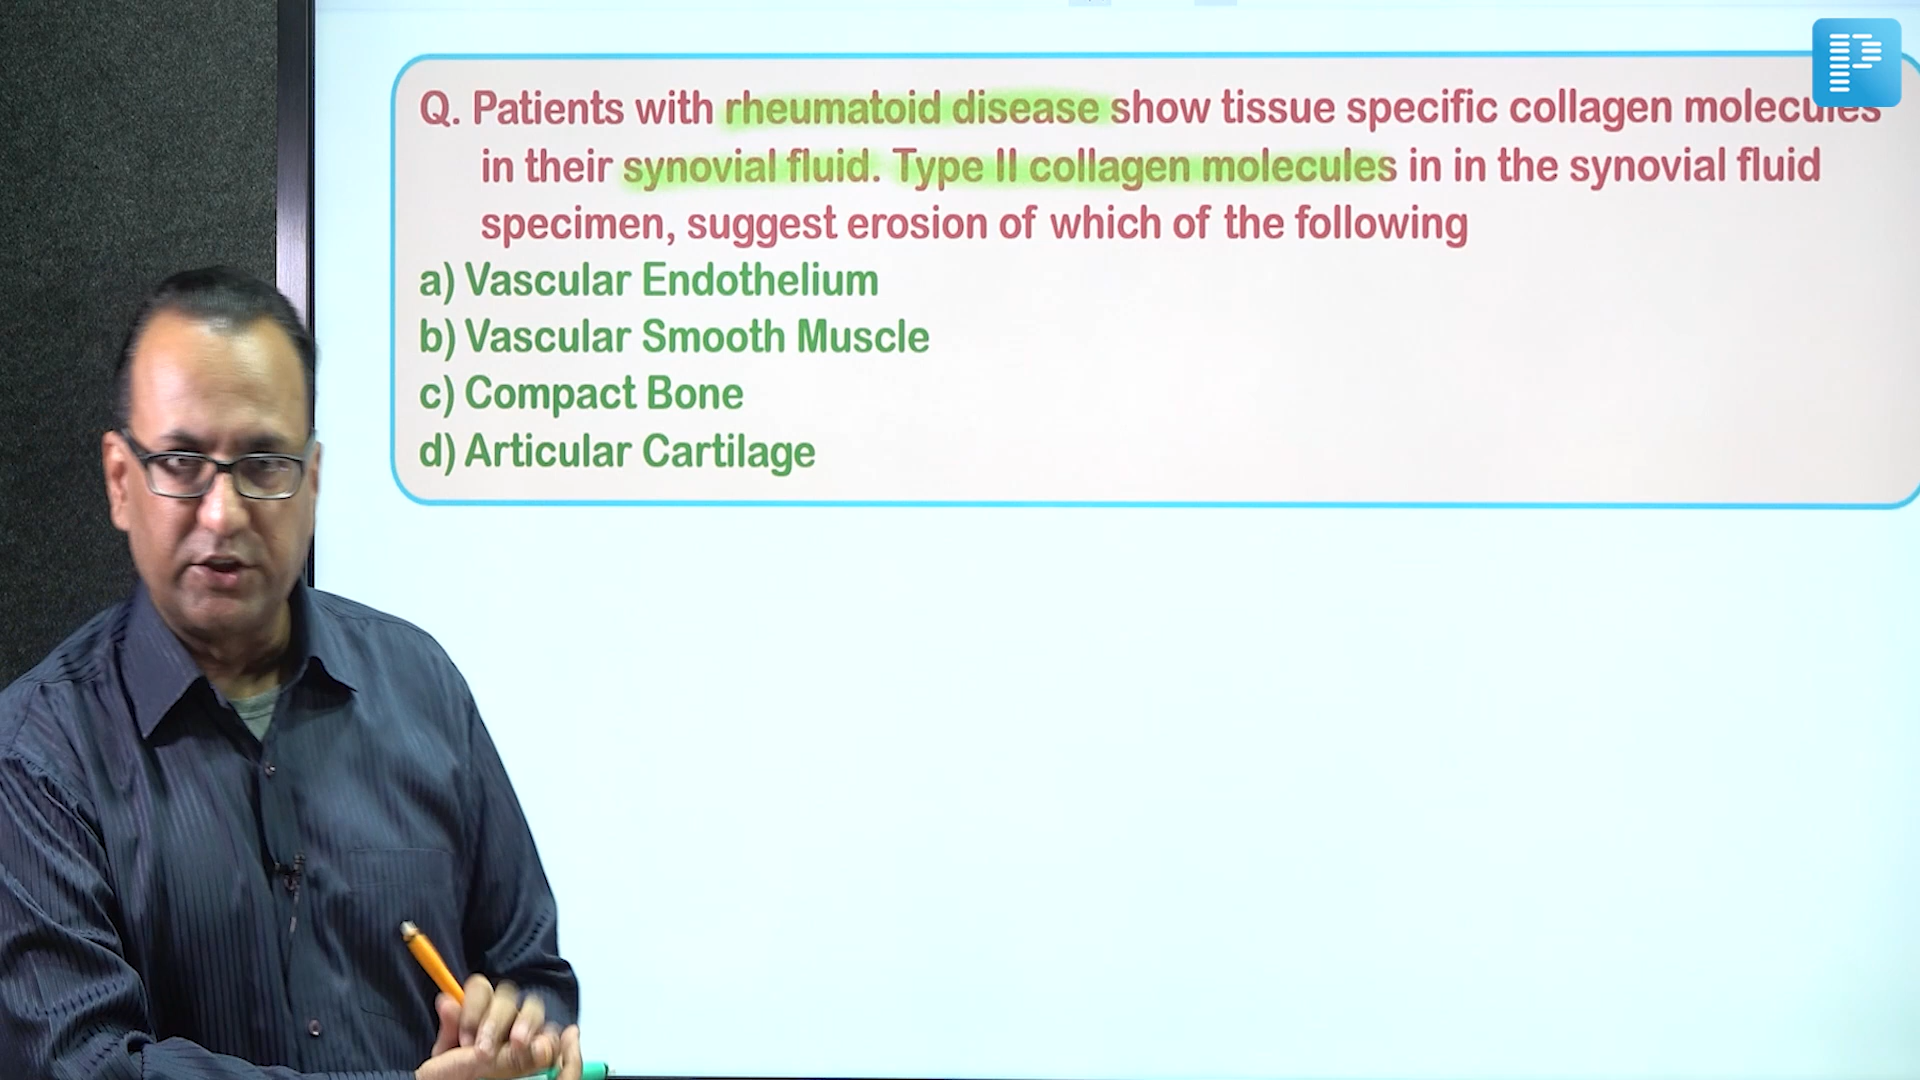 Q. Patients with rheumatoid disease show tissue specific collagen molecules
in their synovial fluid. Type II collagen molecules in in the synovial fluid
specimen, suggest erosion of which of the following
a) Vascular Endothelium
b) Vascular Smooth Muscle
c) Compact Bone
d) Articular Cartilage